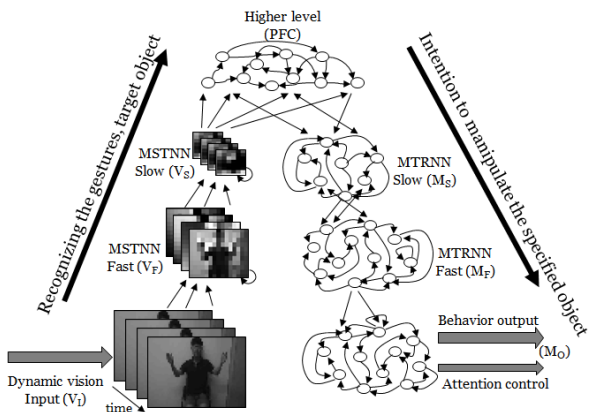 Higher level
(PFC)
Recognizing the gestures, target object
Intention to manipulate the specified object
MSTNN
Slow (VS)
MTRNN
Slow (MS)
MSTNN
Fast (VF)
MTRNN
Fast (MF)
Behavior output
(MO)
Attention control
Dynamic vision
Input (VI)
time